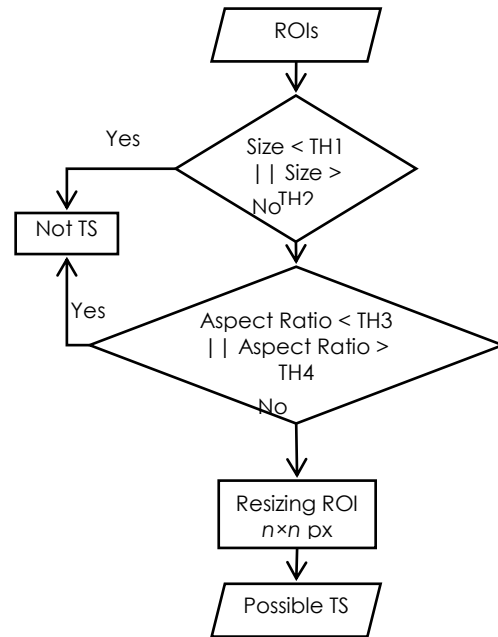 ROIs
Yes
Size < TH1
|| Size >
TH2
No
Not TS
Yes
Aspect Ratio < TH3
|| Aspect Ratio >
TH4
No
Resizing ROI
n×n px
Possible TS